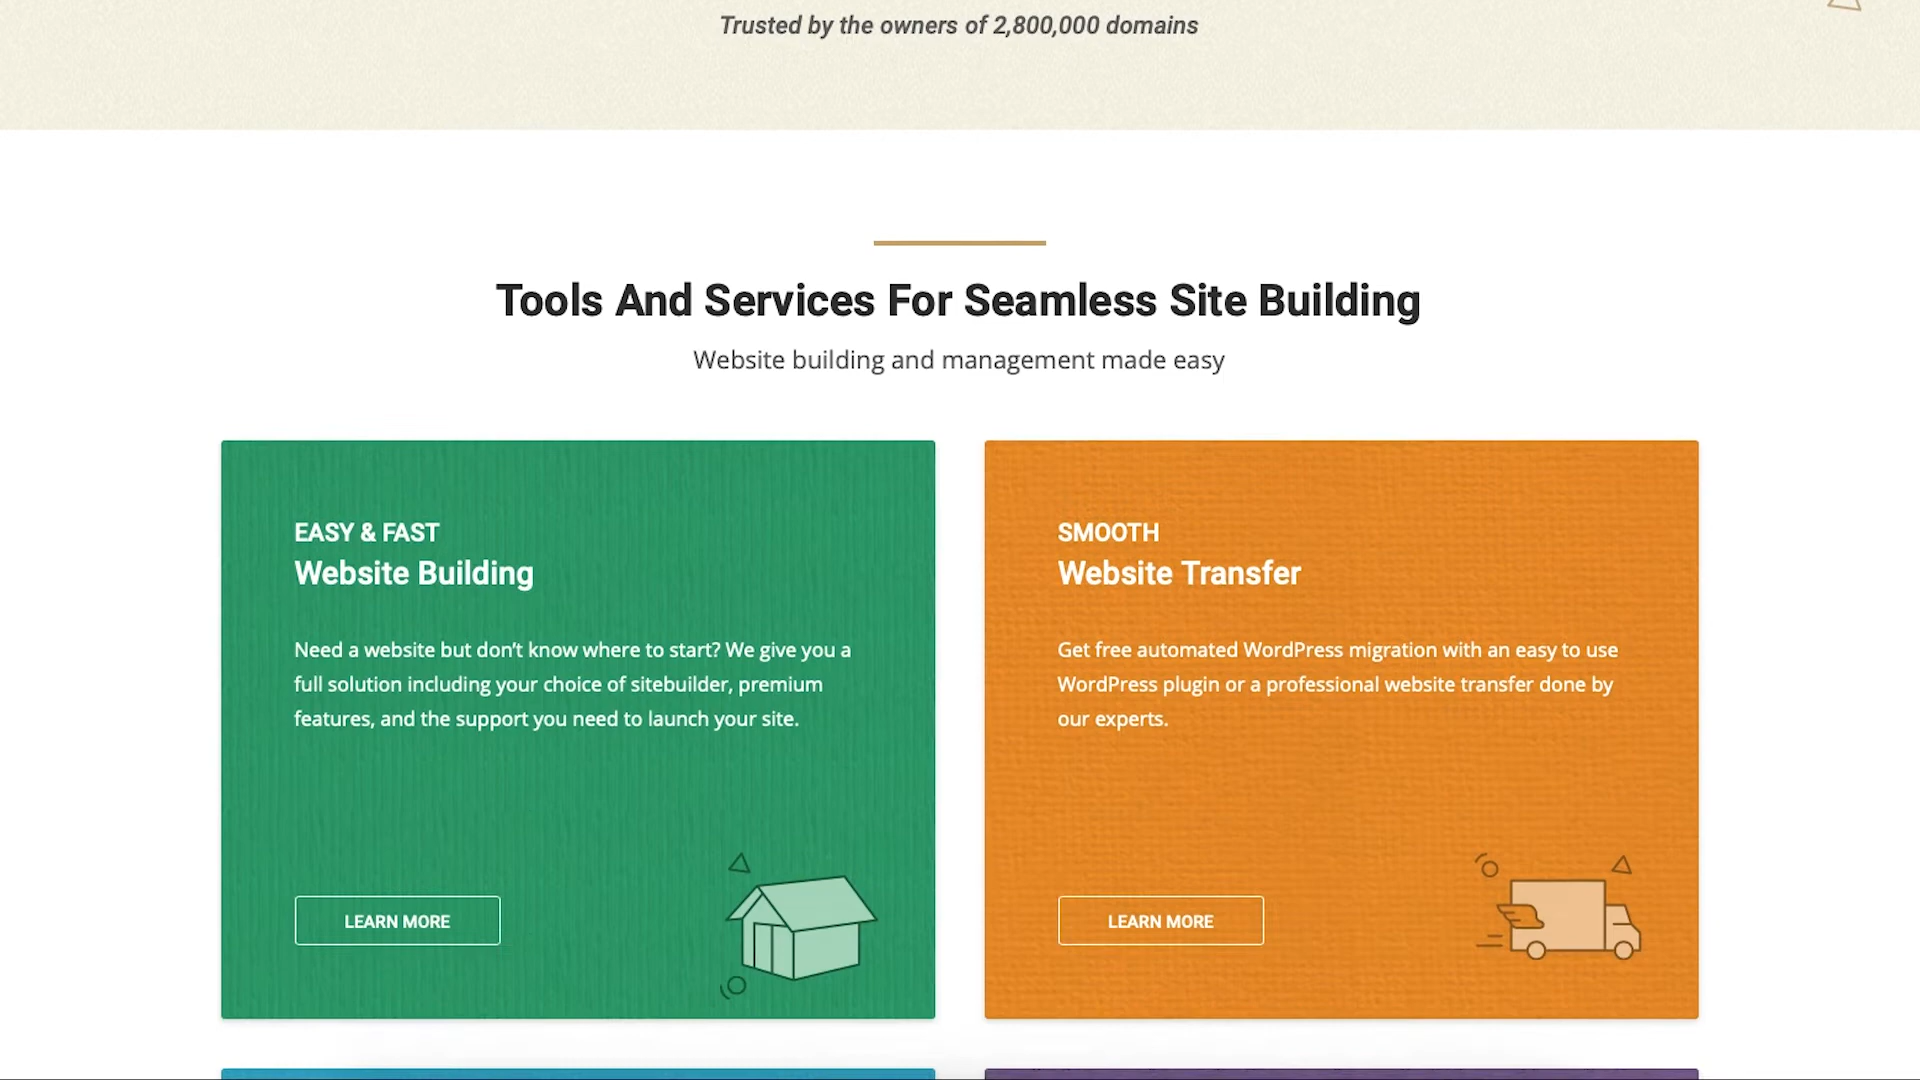 Trusted by the owners of 2,800,000 domains
Tools And Services For Seamless Site Building
Website building and management made easy
EASY & FAST
Website Building
Need a website but don't know where to start? We give you a
full solution including your choice of sitebuilder, premium
features, and the support you need to launch your site.
LEARN MORE
SMOOTH
Website Transfer
Get free automated WordPress migration with an easy to use
WordPress plugin or a professional website transfer done by
our experts.
LEARN MORE